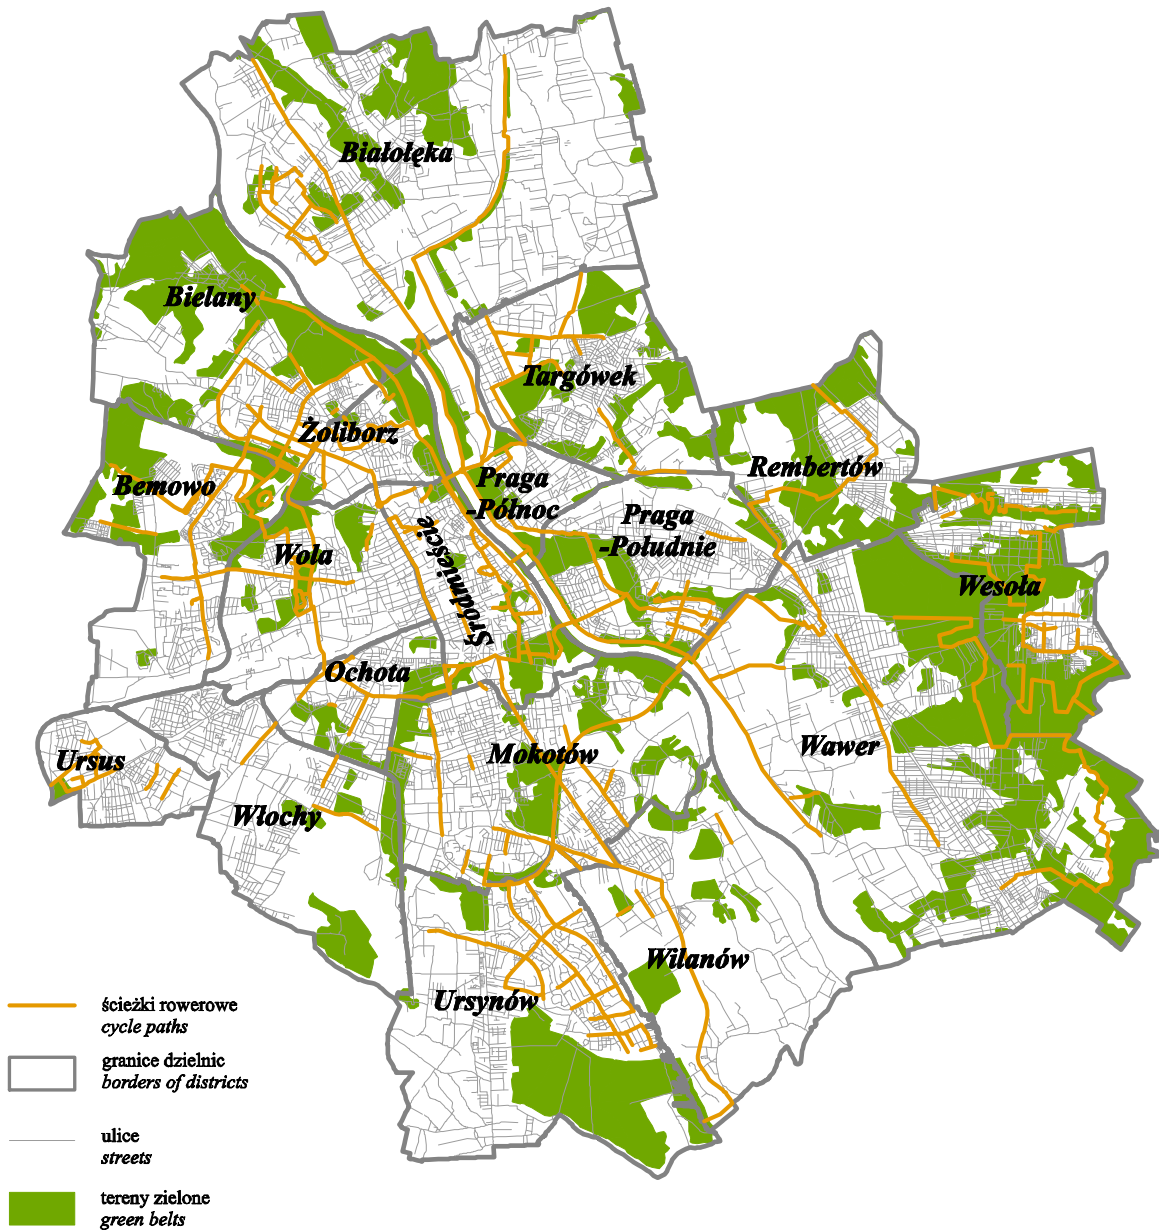 Białołęka
Bielany
Targówek
Żoliborz
Rembertów
Bemowo
Praga
-Północ
Praga
-Południe
Śródmieście
Wola
Wesoła
Ochota
Ursus
Mokotów
Wawer
Włochy
Wilanów
Ursynów
ścieżki rowerowe
cycle paths
granice dzielnic
borders of districts
ulice
streets
tereny zielone
green belts